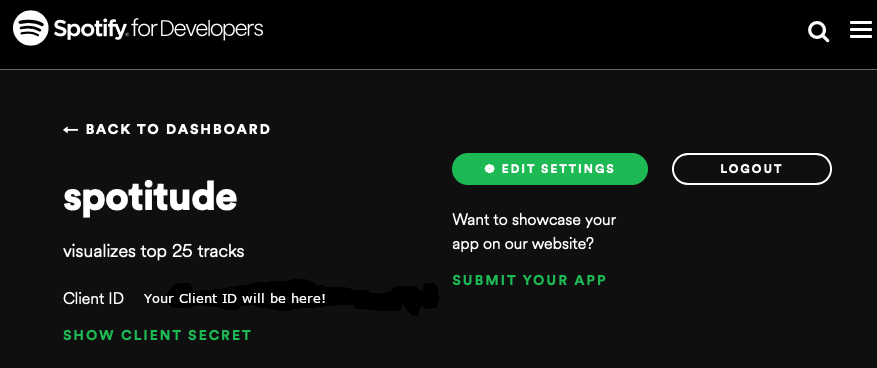 Spotify® for Developers
← BACK TO DASHBOARD
EDIT SETTINGS
LOGOUT
spotitude
Want to showcase your
app on our website?
visualizes top 25 tracks
SUBMIT YOUR APP
Client ID Your Client ID will be here!
SHOW CLIENT SECRET